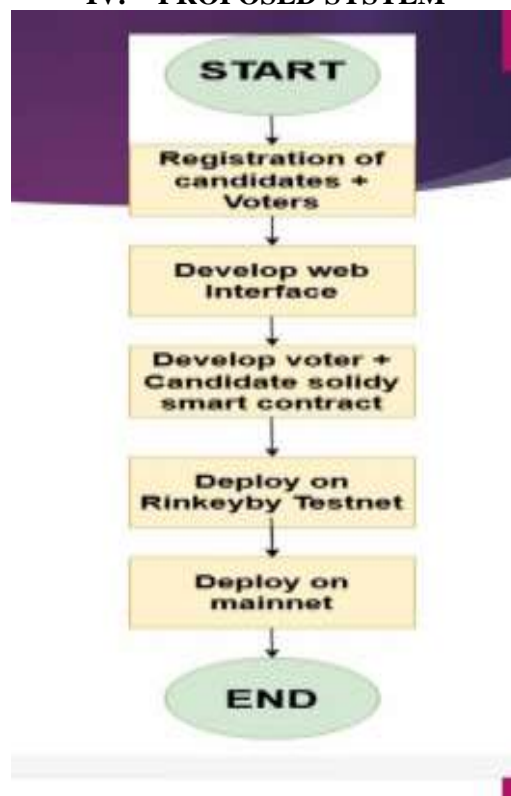 IV. PROPOSED SYSTEM
START
Registration of
candidates +
Voters
Develop web
Interface
Develop voter +
Candidate solidy
smart contract
Deploy on
Rinkeyby Testnet
Deploy on
mainnet
END